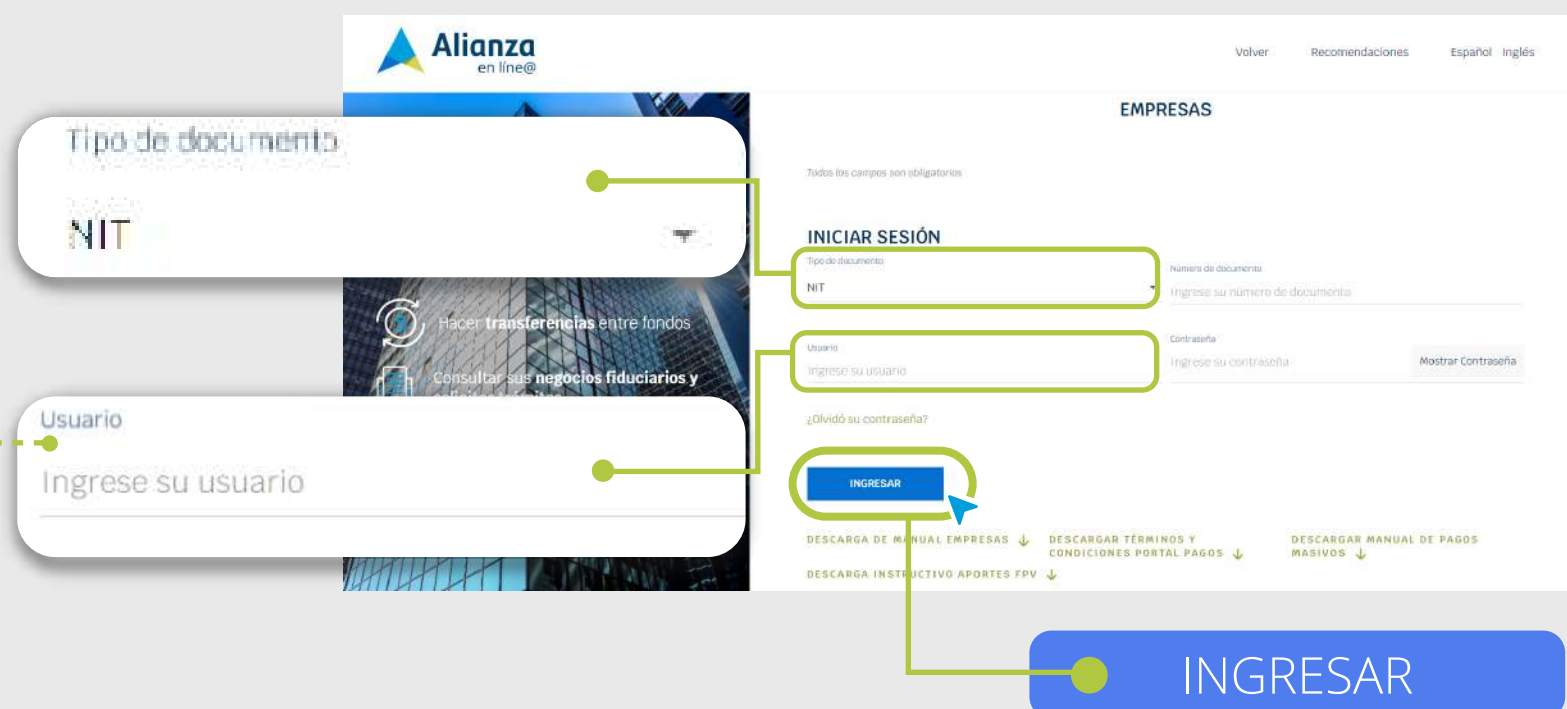 Alianza
en líne@
Volver Recomendaciones Español Inglés
EMPRESAS
Todos los campos son obligatorios
Tipo de documento
NIT
INICIAR SESIÓN
Tipo de documento
NIT
Número de documento
Ingrese su número de documento
Hacer transferencias entre fondos
Consultar sus negocios fiduciarios y
Usuario
Ingrese su usuario
Contraseña
Ingrese su contraseña
Mostrar Contraseña
Usuario
Ingrese su usuario
¿Olvidó su contraseña?
INGRESAR
DESCARGA DE MANUAL EMPRESAS
DESCARGAR TÉRMINOS Y
CONDICIONES PORTAL PAGOS
DESCARGAR MANUAL DE PAGOS
MASIVOS
DESCARGA INSTRUCTIVO APORTES FPV
INGRESAR